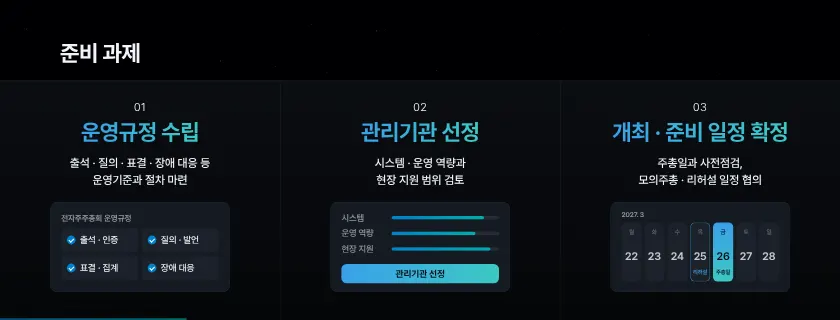 준비 과제
01
운영규정 수립
출석 · 질의 · 표결 · 장애 대응 등
운영기준과 절차 마련
전자주주총회 운영규정
출석 · 인증
질의 · 발언
표결 · 집계
장애 대응
02
관리기관 선정
시스템 · 운영 역량과
현장 지원 범위 검토
시스템
운영 역량
현장 지원
관리기관 선정
03
개최 · 준비 일정 확정
주총일과 사전점검,
모의주총 · 리허설 일정 협의
2027. 3
월 화 수 목 금 토 일
22 23 24 25 26 27 28
리허설 주총일